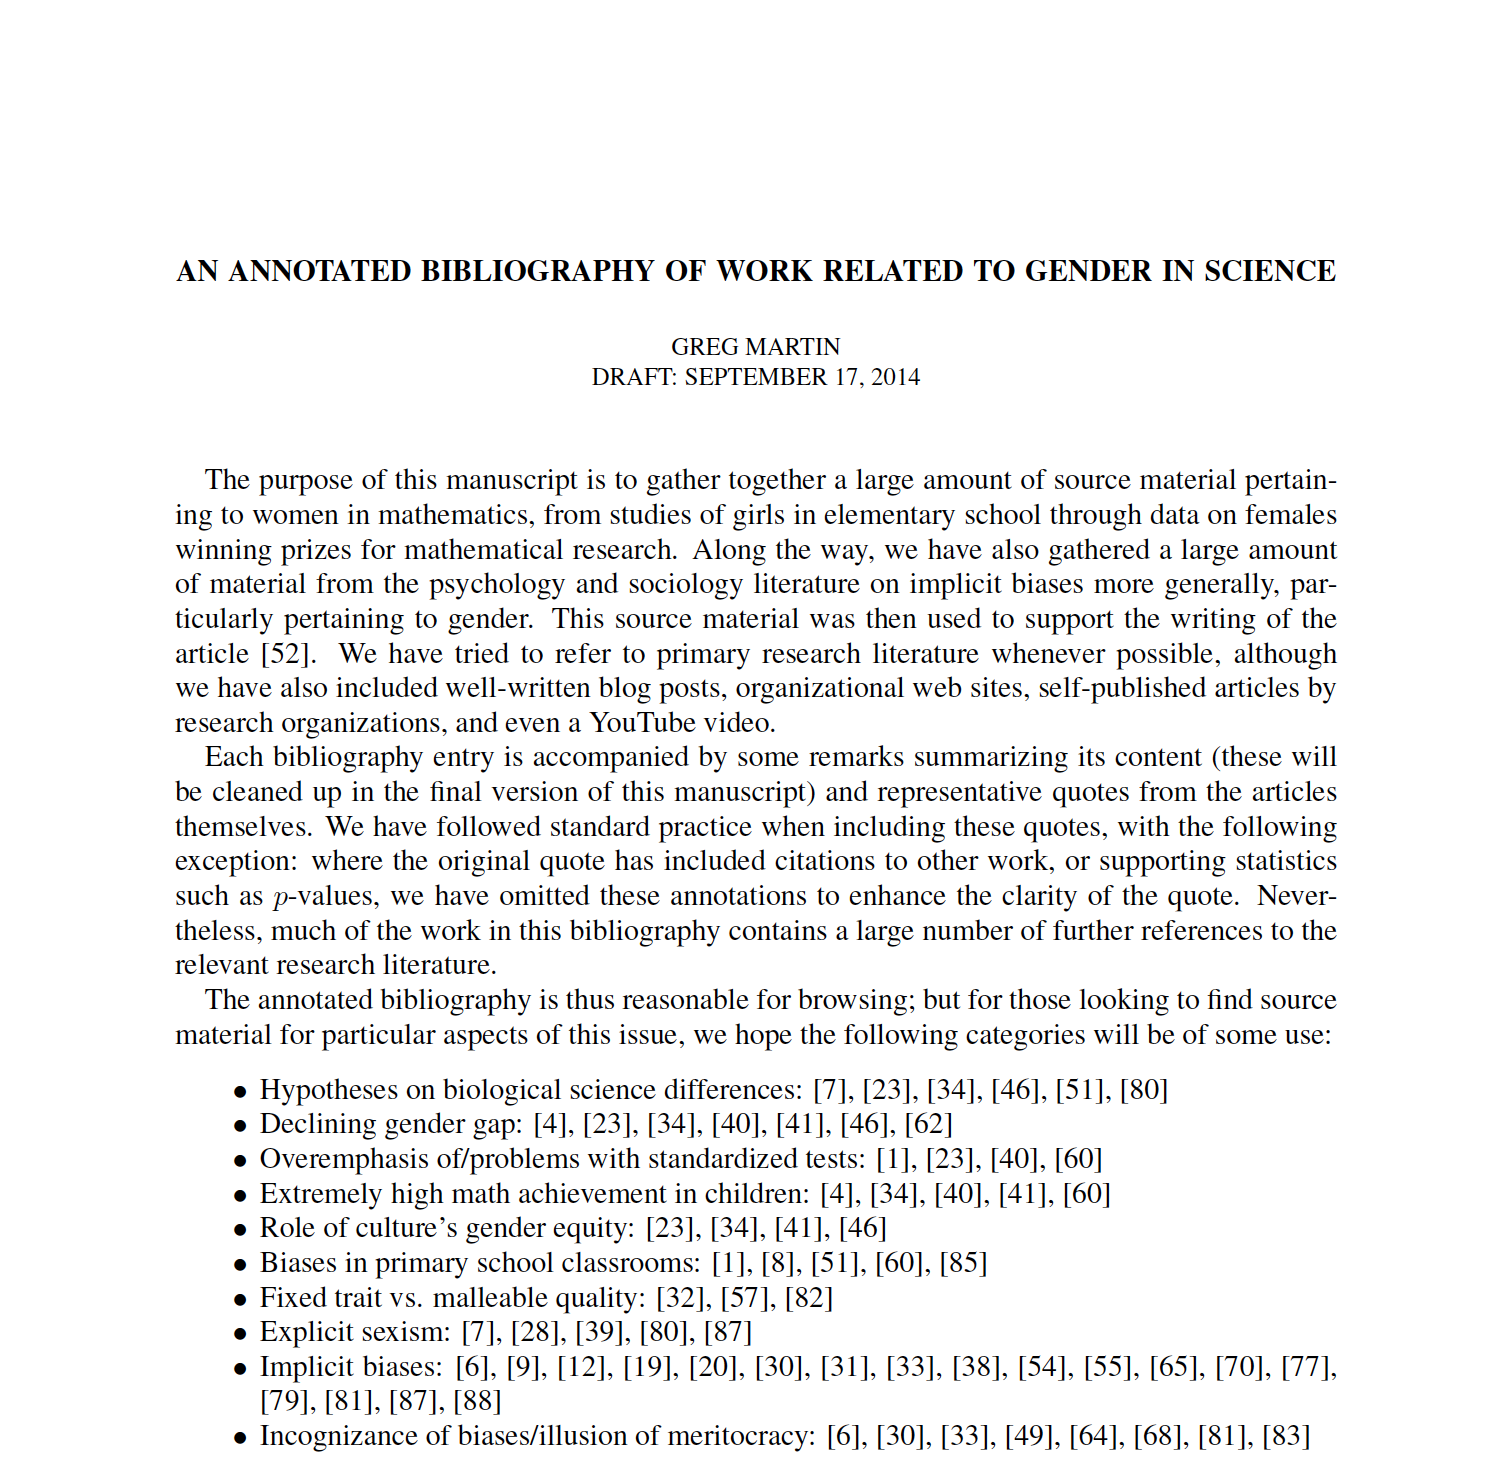 AN ANNOTATED BIBLIOGRAPHY OF WORK RELATED TO GENDER IN SCIENCE
GREG MARTIN
DRAFT: SEPTEMBER 17, 2014
The purpose of this manuscript is to gather together a large amount of source material pertain-
ing to women in mathematics, from studies of girls in elementary school through data on females
winning prizes for mathematical research. Along the way, we have also gathered a large amount
of material from the psychology and sociology literature on implicit biases more generally, par-
ticularly pertaining to gender. This source material was then used to support the writing of the
article [52]. We have tried to refer to primary research literature whenever possible, although
we have also included well-written blog posts, organizational web sites, self-published articles by
research organizations, and even a YouTube video.
Each bibliography entry is accompanied by some remarks summarizing its content (these will
be cleaned up in the final version of this manuscript) and representative quotes from the articles
themselves. We have followed standard practice when including these quotes, with the following
exception: where the original quote has included citations to other work, or supporting statistics
such as p-values, we have omitted these annotations to enhance the clarity of the quote. Never-
theless, much of the work in this bibliography contains a large number of further references to the
relevant research literature.
The annotated bibliography is thus reasonable for browsing; but for those looking to find source
material for particular aspects of this issue, we hope the following categories will be of some use:
• Hypotheses on biological science differences: [7], [23], [34], [46], [51], [80]
• Declining gender gap: [4], [23], [34], [40], [41], [46], [62]
• Overemphasis of/problems with standardized tests: [1], [23], [40], [60]
• Extremely high math achievement in children: [4], [34], [40], [41], [60]
• Role of culture's gender equity: [23], [34], [41], [46]
• Biases in primary school classrooms: [1], [8], [51], [60], [85]
• Fixed trait vs. malleable quality: [32], [57], [82]
• Explicit sexism: [7], [28], [39], [80], [87]
• Implicit biases: [6], [9], [12], [19], [20], [30], [31], [33], [38], [54], [55], [65], [70], [77],
[79], [81], [87], [88]
• Incognizance of biases/illusion of meritocracy: [6], [30], [33], [49], [64], [68], [81], [83]